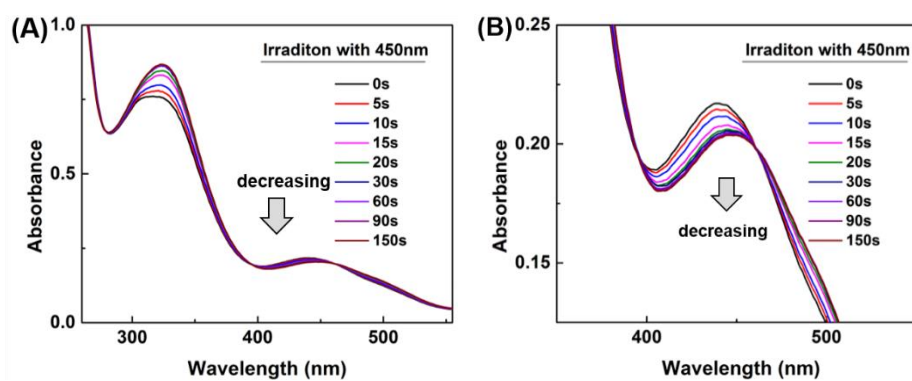 (A)
Irraditon with 450nm
0s
5s
10s
15s
20s
30s
60s
90s
150s
decreasing
1.0
0.5
0.0
Absorbance
300
400
500
Wavelength (nm)
(B)
Irraditon with 450nm
0s
5s
10s
15s
20s
30s
60s
90s
150s
decreasing
0.25
0.20
0.15
Absorbance
400
500
Wavelength (nm)